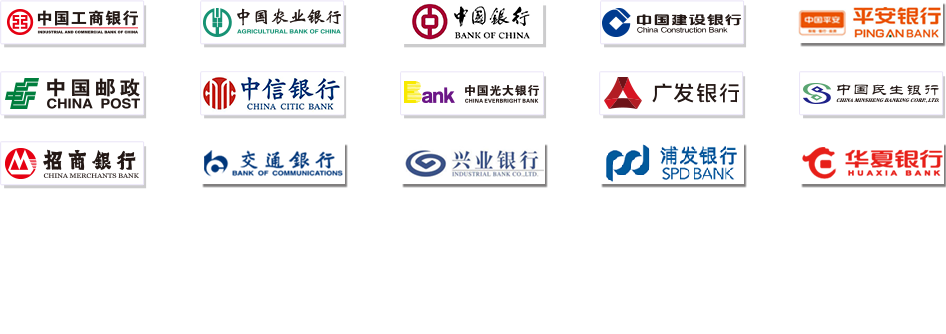 中国工商银行
INDUSTRIAL AND COMMERCIAL BANK OF CHINA
中国农业银行
AGRICULTURAL BANK OF CHINA
中国银行
BANK OF CHINA
中国建设银行
China Construction Bank
中国平安
平安银行
PING AN BANK
中国邮政
CHINA POST
中信银行
CHINA CITIC BANK
Bank
中国光大银行
CHINA EVERBRIGHT BANK
广发银行
中国民生银行
CHINA MINSHENG BANKING CORP., LTD.
招商銀行
CHINA MERCHANTS BANK
交通銀行
BANK OF COMMUNICATIONS
兴业银行
INDUSTRIAL BANK CO.,LTD.
浦发银行
SPD BANK
华夏银行
HUAXIA BANK